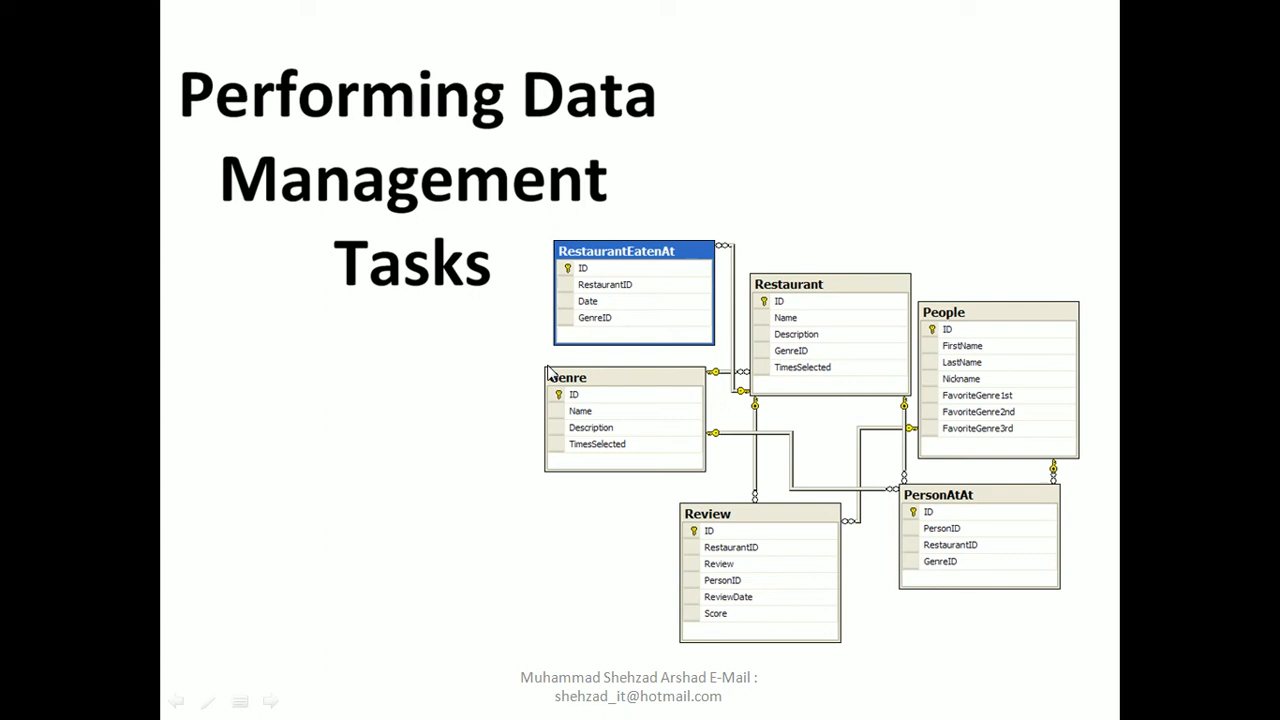 Performing Data
Management
Tasks
RestaurantEatenAt
ID
RestaurantID
Date
GenreID
Restaurant
ID
Name
Description
GenreID
TimesSelected
People
ID
FirstName
LastName
Nickname
FavoriteGenre1st
FavoriteGenre2nd
FavoriteGenre3rd
Genre
ID
Name
Description
TimesSelected
Review
ID
RestaurantID
Review
PersonID
ReviewDate
Score
PersonAtAt
ID
PersonID
RestaurantID
GenreID
Muhammad Shehzad Arshad E-Mail :
shehzad_it@hotmail.com